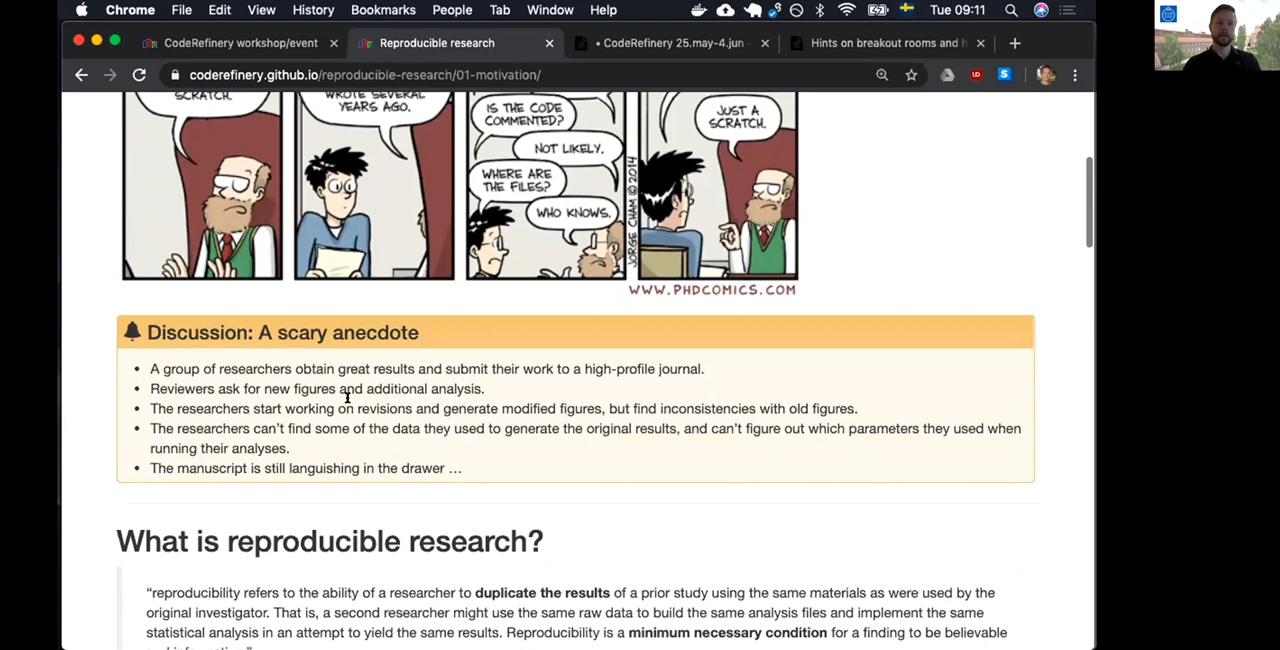 Chrome File Edit View History Bookmarks People Tab Window Help Tue 09:11
CodeRefinery workshop/event Reproducible research • CodeRefinery 25.may-4.jun Hints on breakout rooms and h
coderefinery.github.io/reproducible-research/01-motivation/
SCRATCH.
WROTE SEVERAL
YEARS AGO.
IS THE CODE
COMMENTED?
NOT LIKELY.
WHERE ARE
THE FILES?
WHO KNOWS.
JORGE CHAM © 2014
JUST A
SCRATCH.
WWW.PHDCOMICS.COM
Discussion: A scary anecdote
• A group of researchers obtain great results and submit their work to a high-profile journal.
• Reviewers ask for new figures and additional analysis.
• The researchers start working on revisions and generate modified figures, but find inconsistencies with old figures.
• The researchers can't find some of the data they used to generate the original results, and can't figure out which parameters they used when
running their analyses.
• The manuscript is still languishing in the drawer …
What is reproducible research?
"reproducibility refers to the ability of a researcher to duplicate the results of a prior study using the same materials as were used by the
original investigator. That is, a second researcher might use the same raw data to build the same analysis files and implement the same
statistical analysis in an attempt to yield the same results. Reproducibility is a minimum necessary condition for a finding to be believable